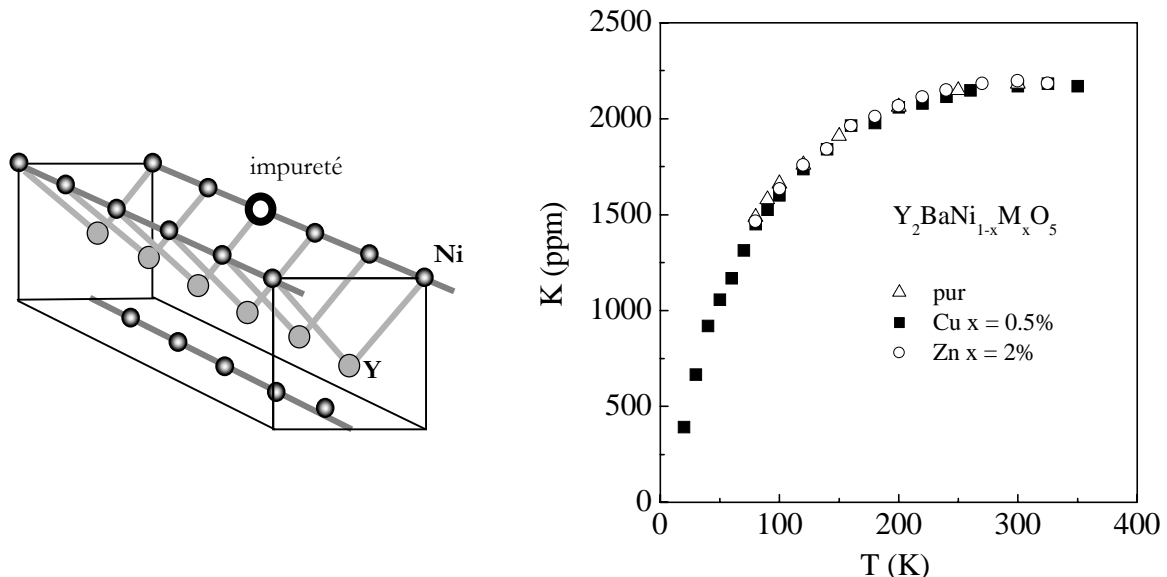 impureté
Ni
Y
2500
2000
1500
1000
500
0
0
100
200
300
400
K (ppm)
T (K)
Y₂BaNi₁₋ₓMₓO₅
pur
Cu x = 0.5%
Zn x = 2%